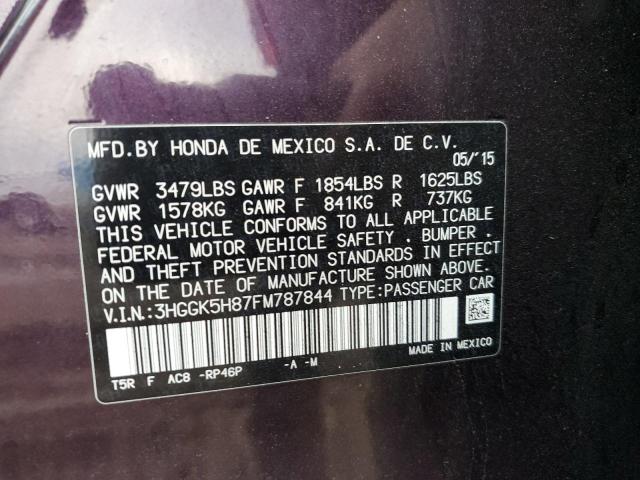 MFD.BY HONDA DE MEXICO S.A. DE C.V.
05/'15
GVWR 3479LBS GAWR F 1854LBS R 1625LBS
GVWR 1578KG GAWR F 841KG R 737KG
THIS VEHICLE CONFORMS TO ALL APPLICABLE
FEDERAL MOTOR VEHICLE SAFETY . BUMPER .
AND THEFT PREVENTION STANDARDS IN EFFECT
ON THE DATE OF MANUFACTURE SHOWN ABOVE.
V.I.N.:3HGGK5H87FM787844 TYPE:PASSENGER CAR
MADE IN MEXICO
T5R F AC8 -RP46P -A -M